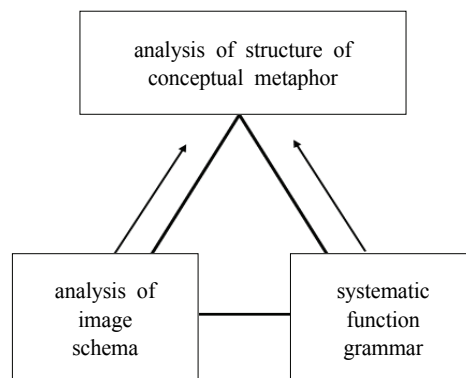 analysis of structure of
conceptual metaphor
analysis of
image
schema
systematic
function
grammar